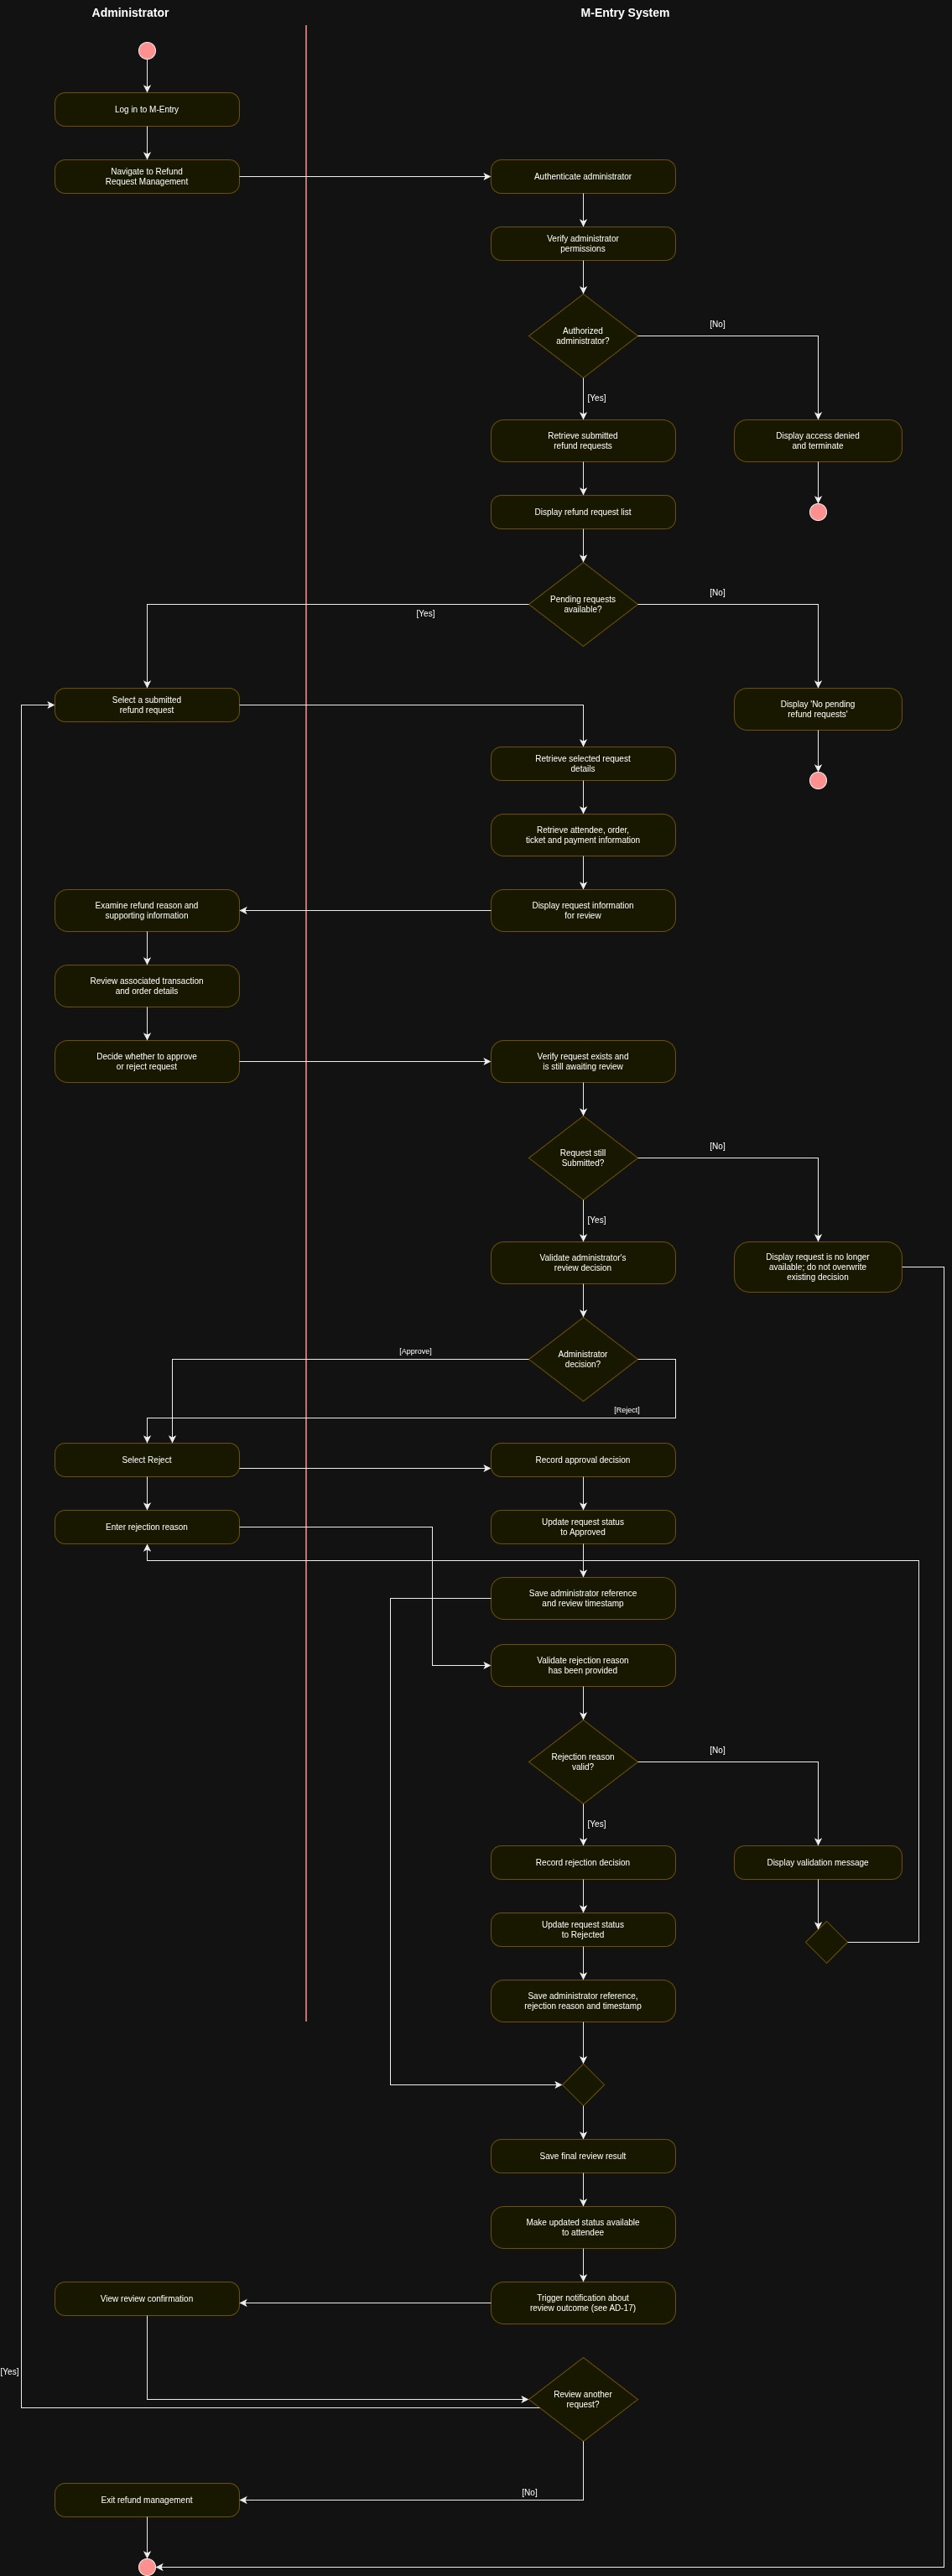 Administrator
M-Entry System
Log in to M-Entry
Navigate to Refund
Request Management
Authenticate administrator
Verify administrator
permissions
Authorized
administrator?
[No]
[Yes]
Retrieve submitted
refund requests
Display access denied
and terminate
Display refund request list
Pending requests
available?
[No]
[Yes]
Select a submitted
refund request
Display 'No pending
refund requests'
Retrieve selected request
details
Retrieve attendee, order,
ticket and payment information
Examine refund reason and
supporting information
Display request information
for review
Review associated transaction
and order details
Decide whether to approve
or reject request
Verify request exists and
is still awaiting review
Request still
Submitted?
[No]
[Yes]
Validate administrator's
review decision
Display request is no longer
available; do not overwrite
existing decision
Administrator
decision?
[Approve]
[Reject]
Select Reject
Record approval decision
Enter rejection reason
Update request status
to Approved
Save administrator reference
and review timestamp
Validate rejection reason
has been provided
Rejection reason
valid?
[No]
[Yes]
Record rejection decision
Display validation message
Update request status
to Rejected
Save administrator reference,
rejection reason and timestamp
Save final review result
Make updated status available
to attendee
View review confirmation
Trigger notification about
review outcome (see AD-17)
[Yes]
Review another
request?
[No]
Exit refund management